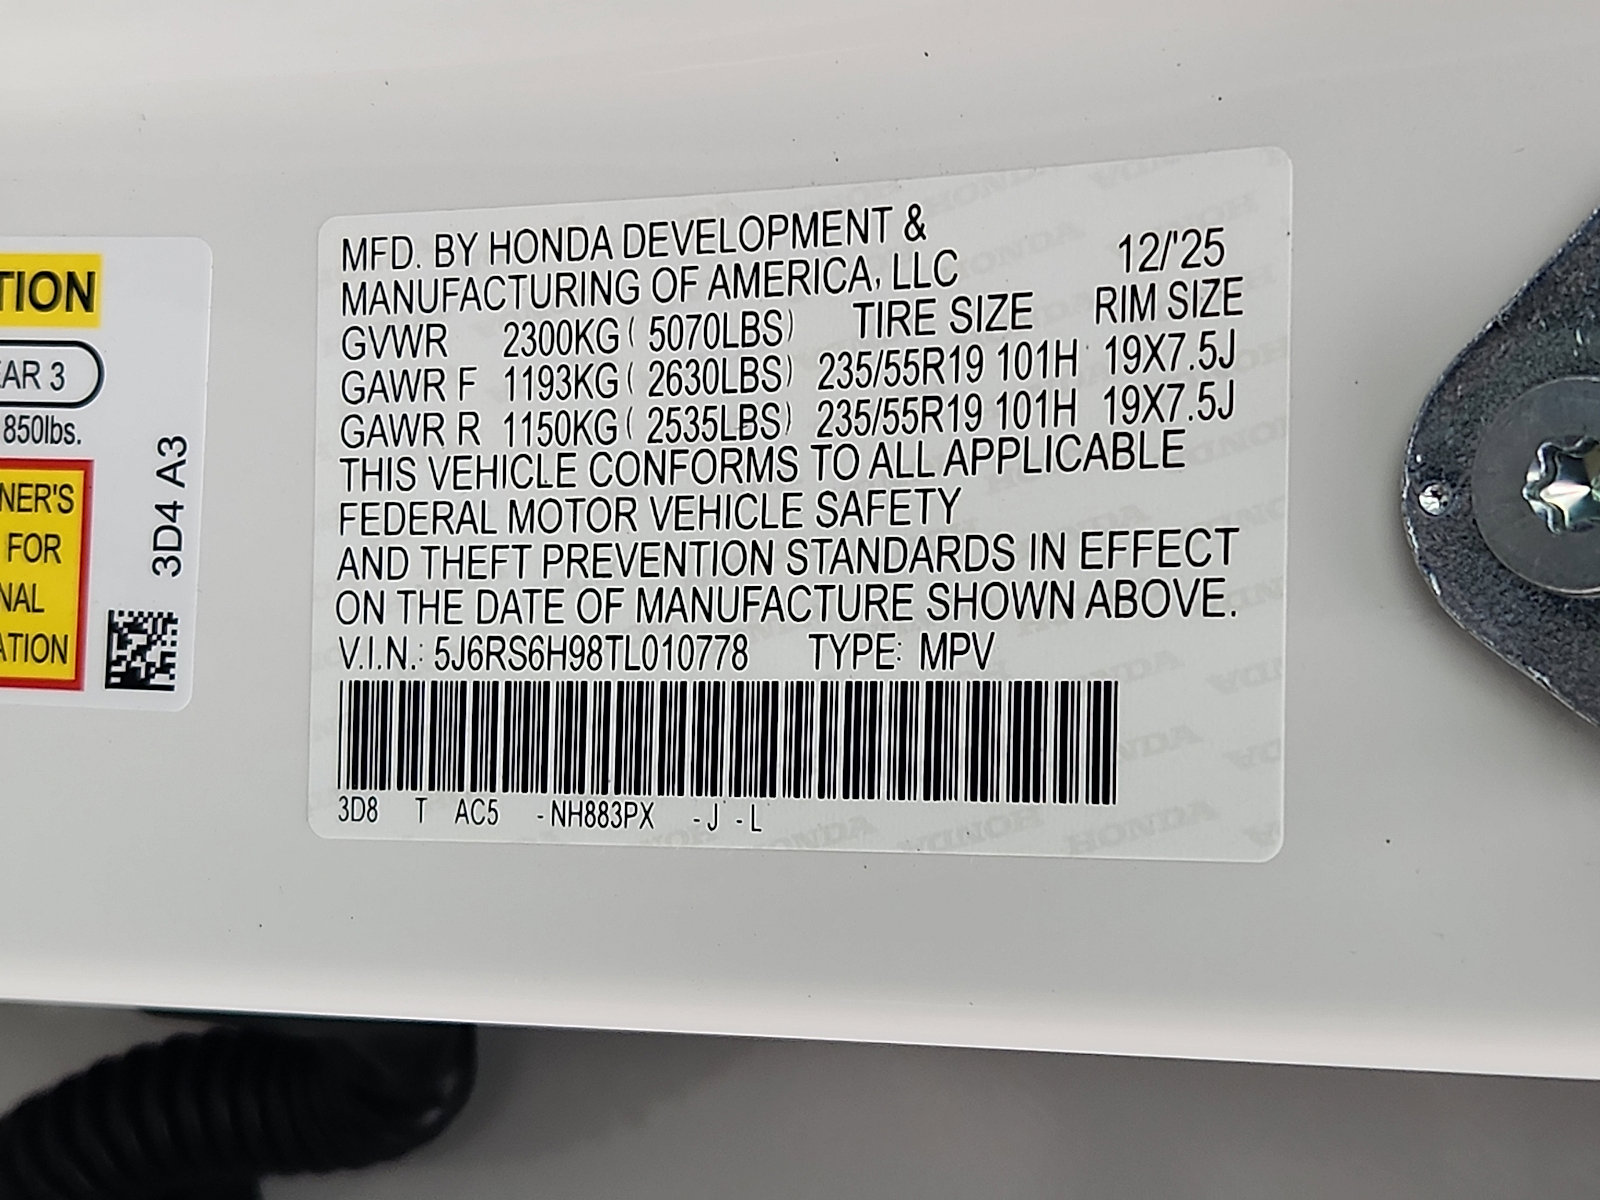 TION
EAR 3
850lbs.
NER'S
FOR
NAL
ATION
3D4 A3
MFD. BY HONDA DEVELOPMENT &
MANUFACTURING OF AMERICA, LLC 12/'25
GVWR 2300KG ( 5070LBS) TIRE SIZE RIM SIZE
GAWR F 1193KG ( 2630LBS) 235/55R19 101H 19X7.5J
GAWR R 1150KG ( 2535LBS) 235/55R19 101H 19X7.5J
THIS VEHICLE CONFORMS TO ALL APPLICABLE
FEDERAL MOTOR VEHICLE SAFETY
AND THEFT PREVENTION STANDARDS IN EFFECT
ON THE DATE OF MANUFACTURE SHOWN ABOVE.
V.I.N.: 5J6RS6H98TL010778 TYPE: MPV
3D8 T AC5 -NH883PX -J -L